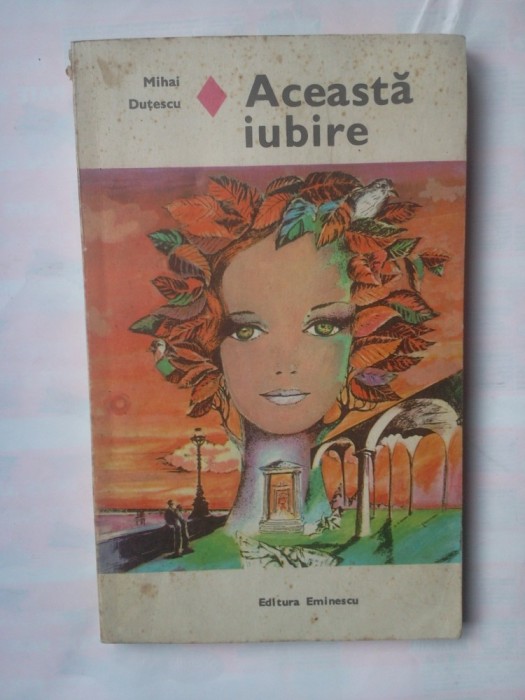 Mihai
Duțescu
Această
iubire
Editura Eminescu